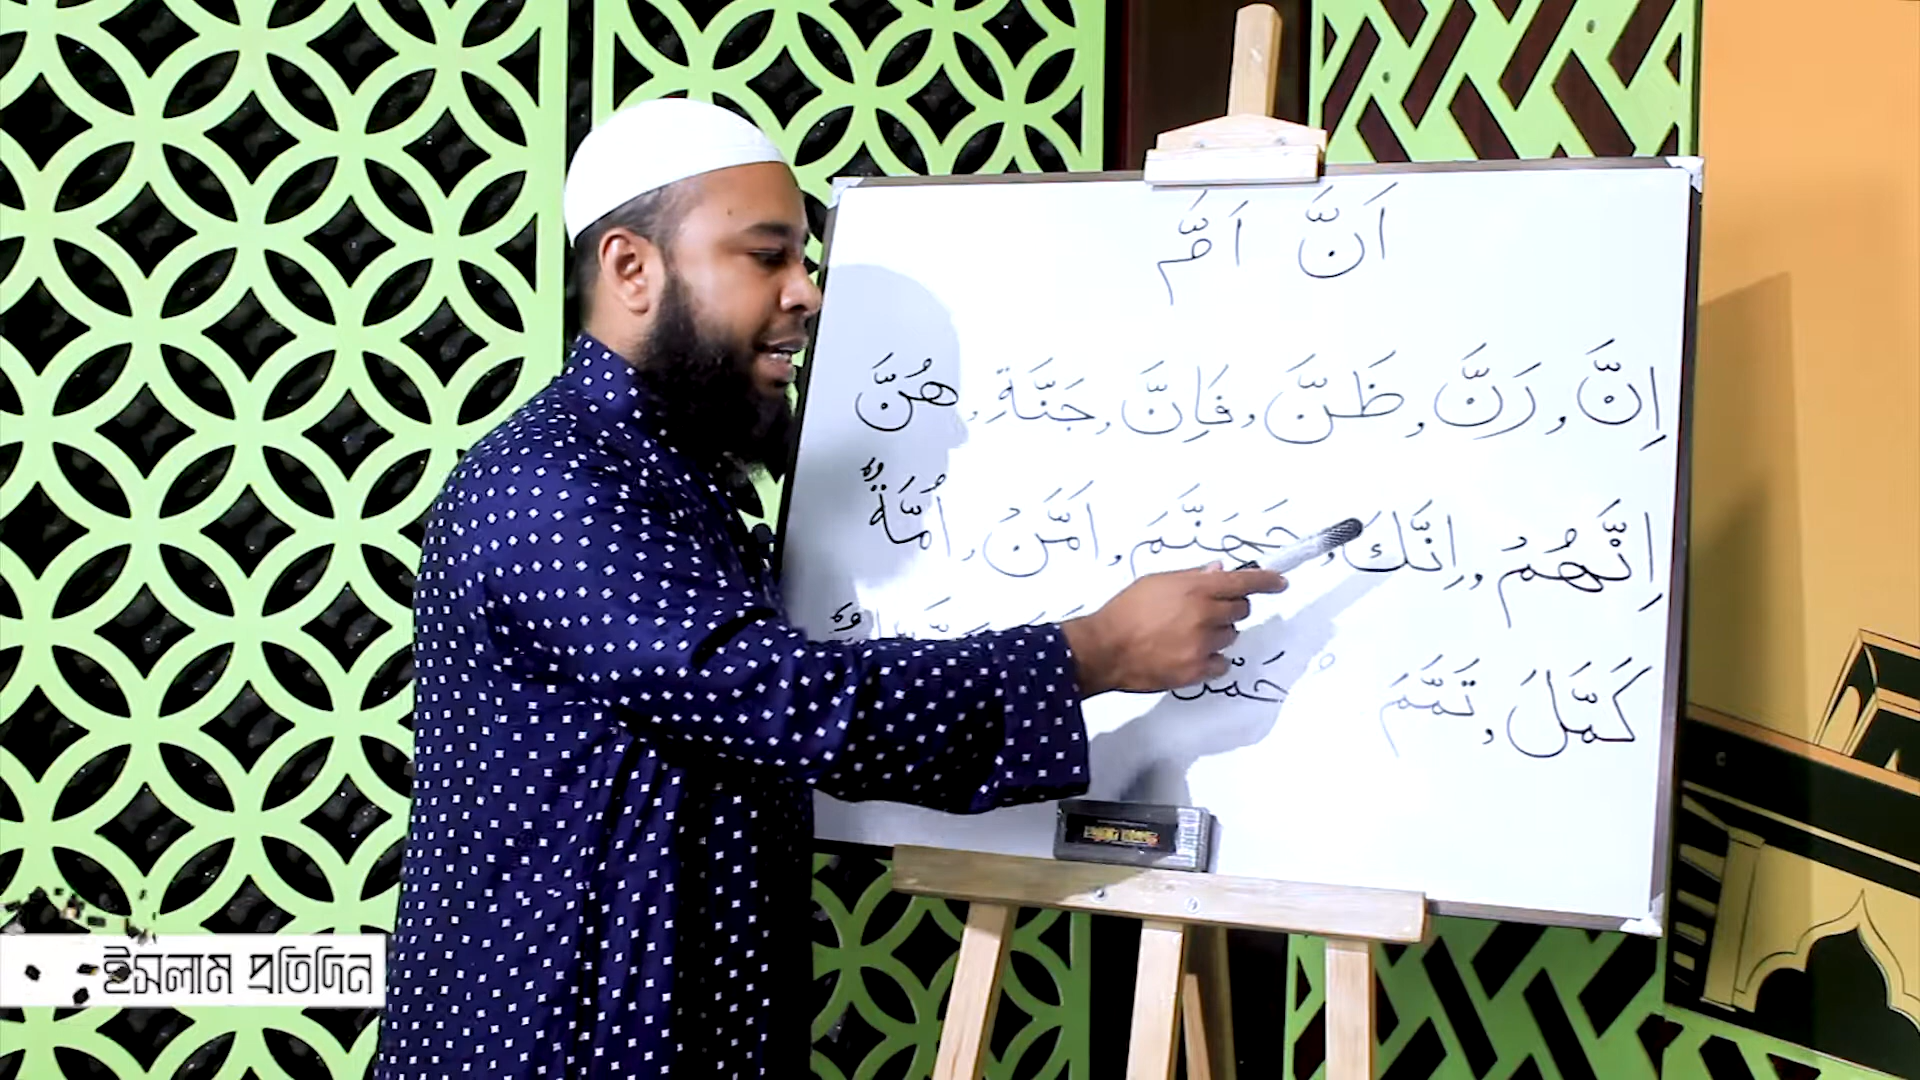 اَنَّ اَمَّ
اِنَّ, رَنَّ, ظَنَّ, فَاِنَّ, جَنَّةِ, هُنَّ
اِنَّهُمُ, اِنَّكَ, جَهَنَّمَ, اَمَّنُ, اُمَّةٌ
كَمَّلَ, تَمَّمَ
ইসলাম প্রতিদিন